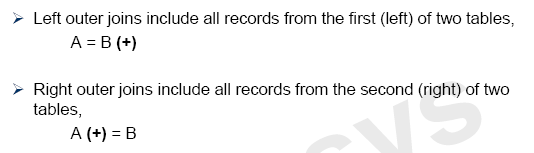 ➢ Left outer joins include all records from the first (left) of two tables,
A = B (+)
➢ Right outer joins include all records from the second (right) of two
tables,
A (+) = B